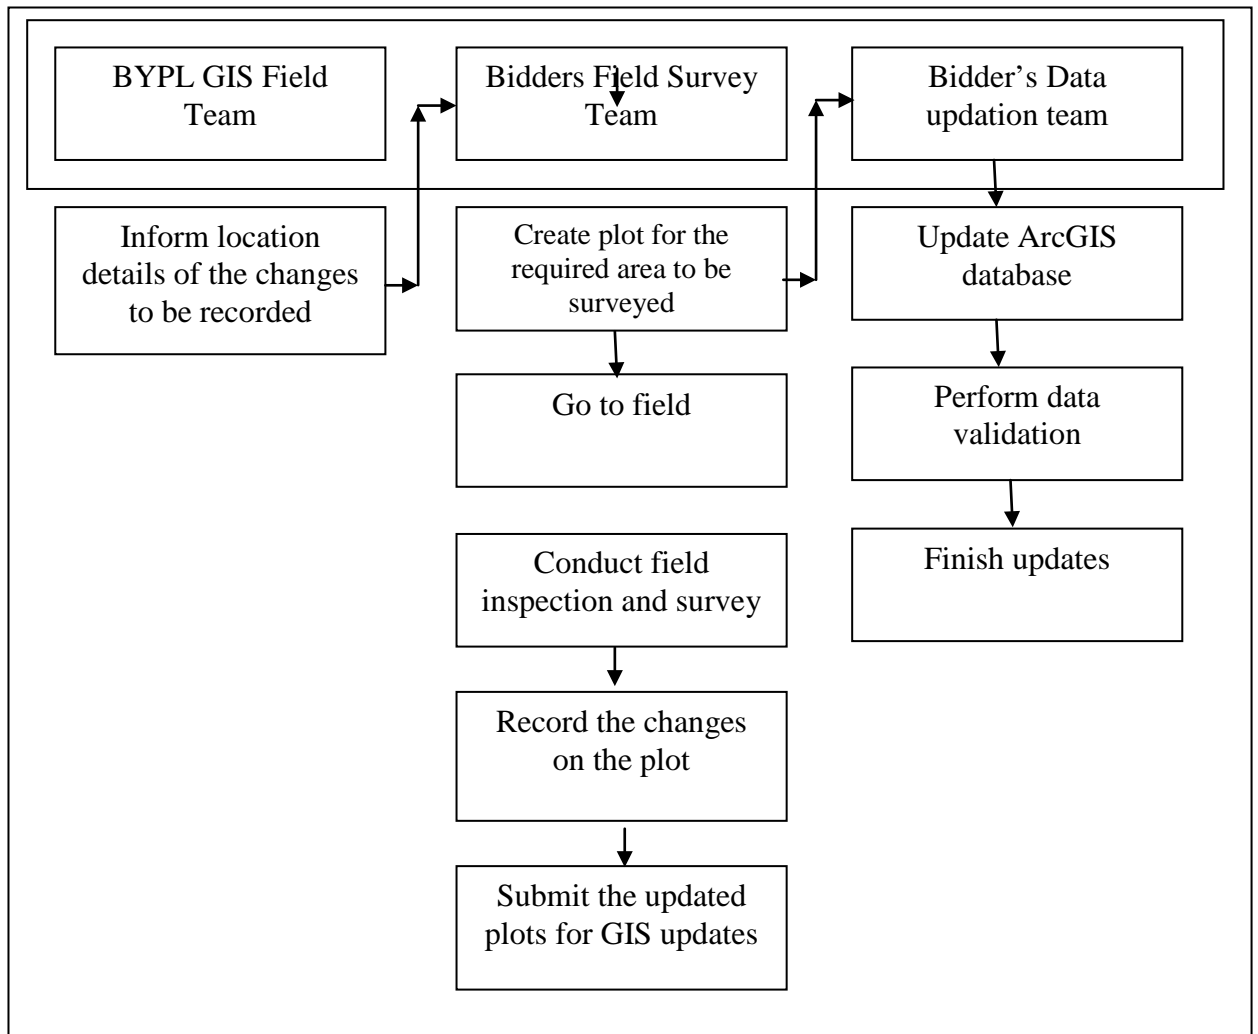 BYPL GIS Field
Team
Bidders Field Survey
Team
Bidder’s Data
updation team
Inform location
details of the changes
to be recorded
Create plot for the
required area to be
surveyed
Update ArcGIS
database
Go to field
Perform data
validation
Conduct field
inspection and survey
Finish updates
Record the changes
on the plot
Submit the updated
plots for GIS updates